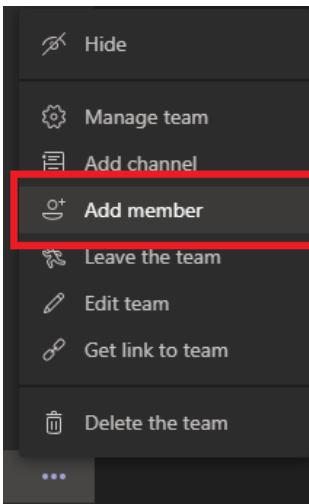 Hide
Manage team
Add channel
Add member
Leave the team
Edit team
Get link to team
Delete the team